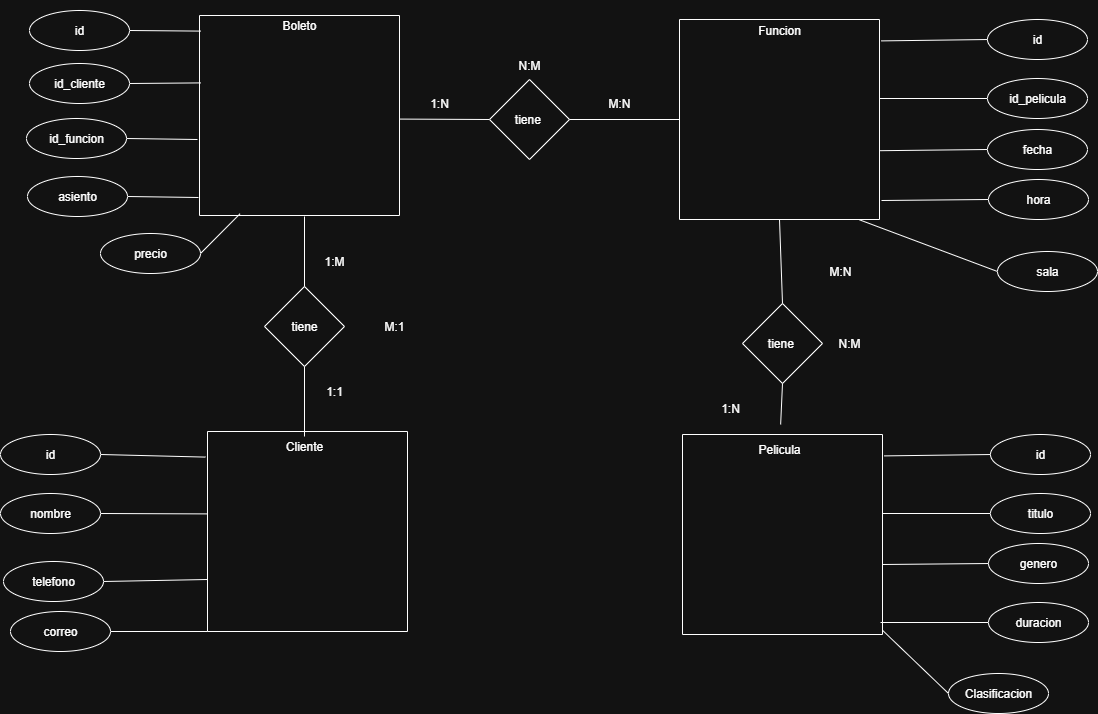 Boleto
id
id_cliente
id_funcion
asiento
precio
1:N
N:M
tiene
M:N
Funcion
id
id_pelicula
fecha
hora
sala
1:M
tiene
M:1
1:1
M:N
tiene
N:M
1:N
Cliente
id
nombre
telefono
correo
Pelicula
id
titulo
genero
duracion
Clasificacion